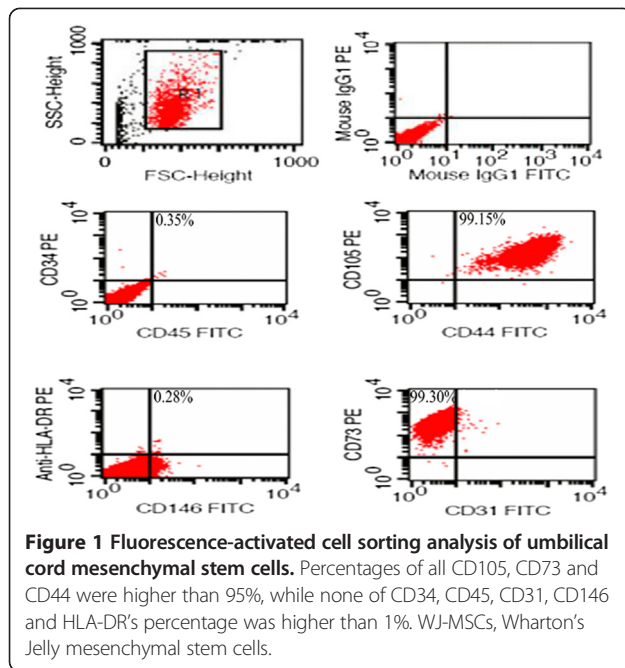 1000
SSC-Height
0
0
1000
FSC-Height
10^4
Mouse IgG1 PE
10^0
10^0 10^1 10^2 10^3 10^4
Mouse IgG1 FITC
0.35%
10^4
CD34 PE
10^0
10^0
10^4
CD45 FITC
99.15%
10^4
CD105 PE
10^0
10^0
10^4
CD44 FITC
0.28%
10^4
Anti-HLA-DR PE
10^0
10^0
10^4
CD146 FITC
99.30%
10^4
CD73 PE
10^0
10^0
10^4
CD31 FITC
Figure 1 Fluorescence-activated cell sorting analysis of umbilical
cord mesenchymal stem cells. Percentages of all CD105, CD73 and
CD44 were higher than 95%, while none of CD34, CD45, CD31, CD146
and HLA-DR's percentage was higher than 1%. WJ-MSCs, Wharton's
Jelly mesenchymal stem cells.